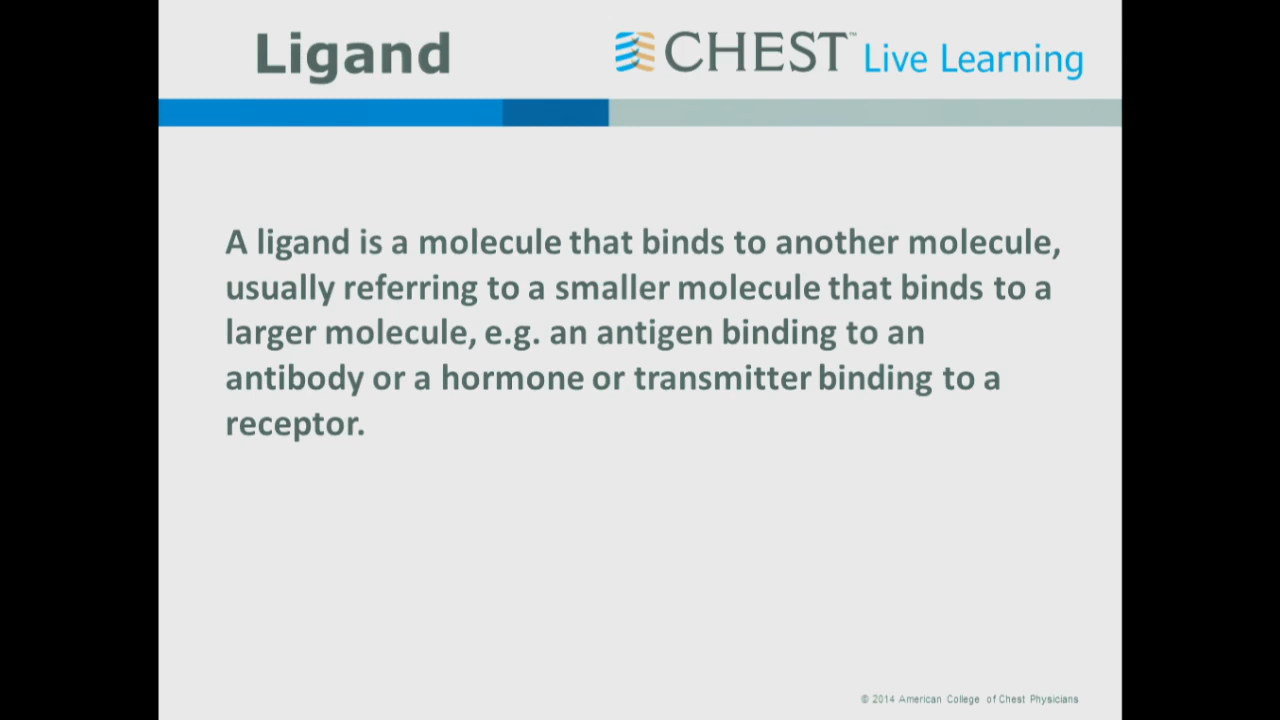 Ligand
CHEST™ Live Learning
A ligand is a molecule that binds to another molecule,
usually referring to a smaller molecule that binds to a
larger molecule, e.g. an antigen binding to an
antibody or a hormone or transmitter binding to a
receptor.
© 2014 American College of Chest Physicians